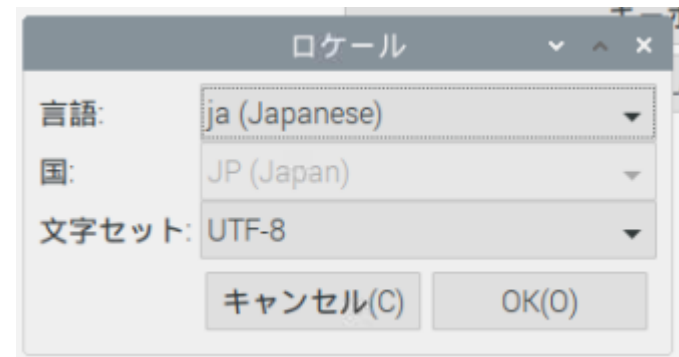 ロケール
言語: ja (Japanese)
国: JP (Japan)
文字セット: UTF-8
キャンセル(C) OK(O)